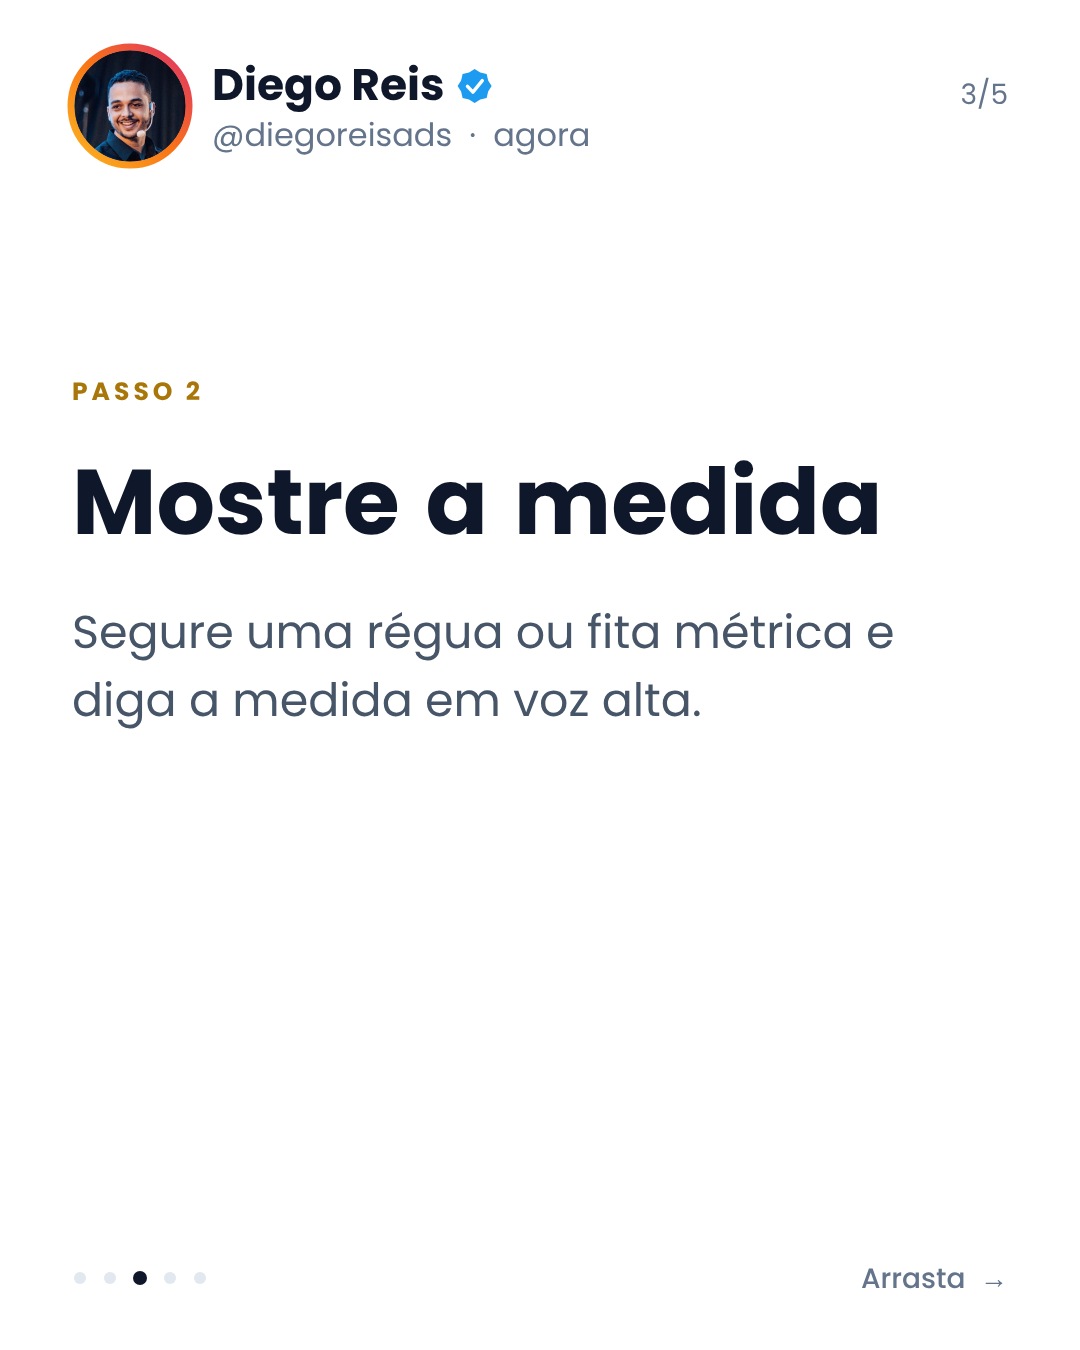 Diego Reis
@diegoreisads · agora
3/5
PASSO 2
Mostre a medida
Segure uma régua ou fita métrica e
diga a medida em voz alta.
Arrasta →